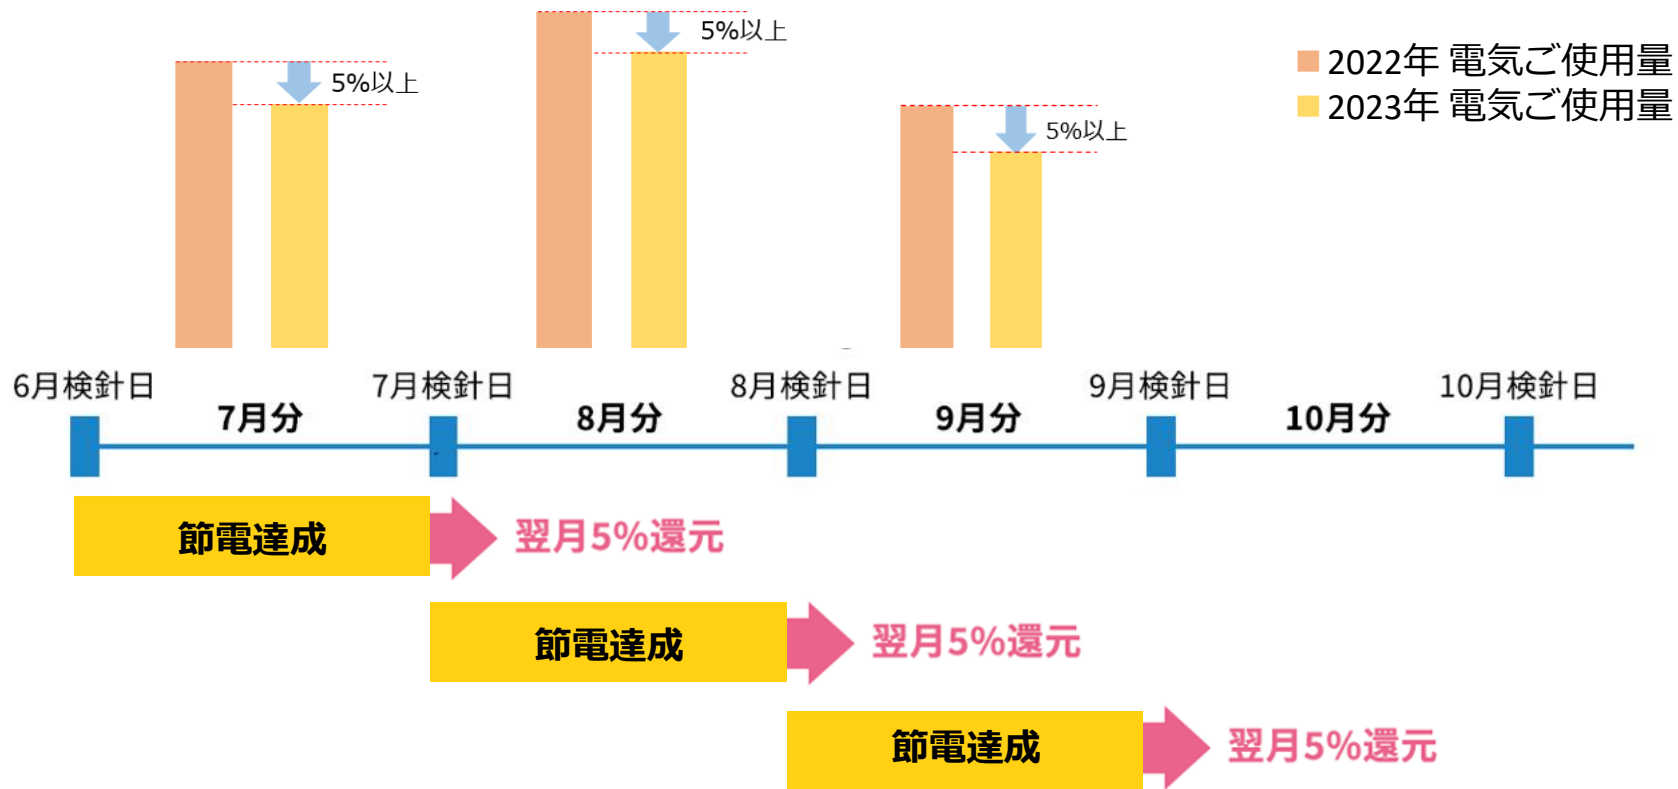 5%以上
5%以上
5%以上
2022年 電気ご使用量
2023年 電気ご使用量
6月検針日
7月検針日
8月検針日
9月検針日
10月検針日
7月分
8月分
9月分
10月分
節電達成
翌月5%還元
節電達成
翌月5%還元
節電達成
翌月5%還元